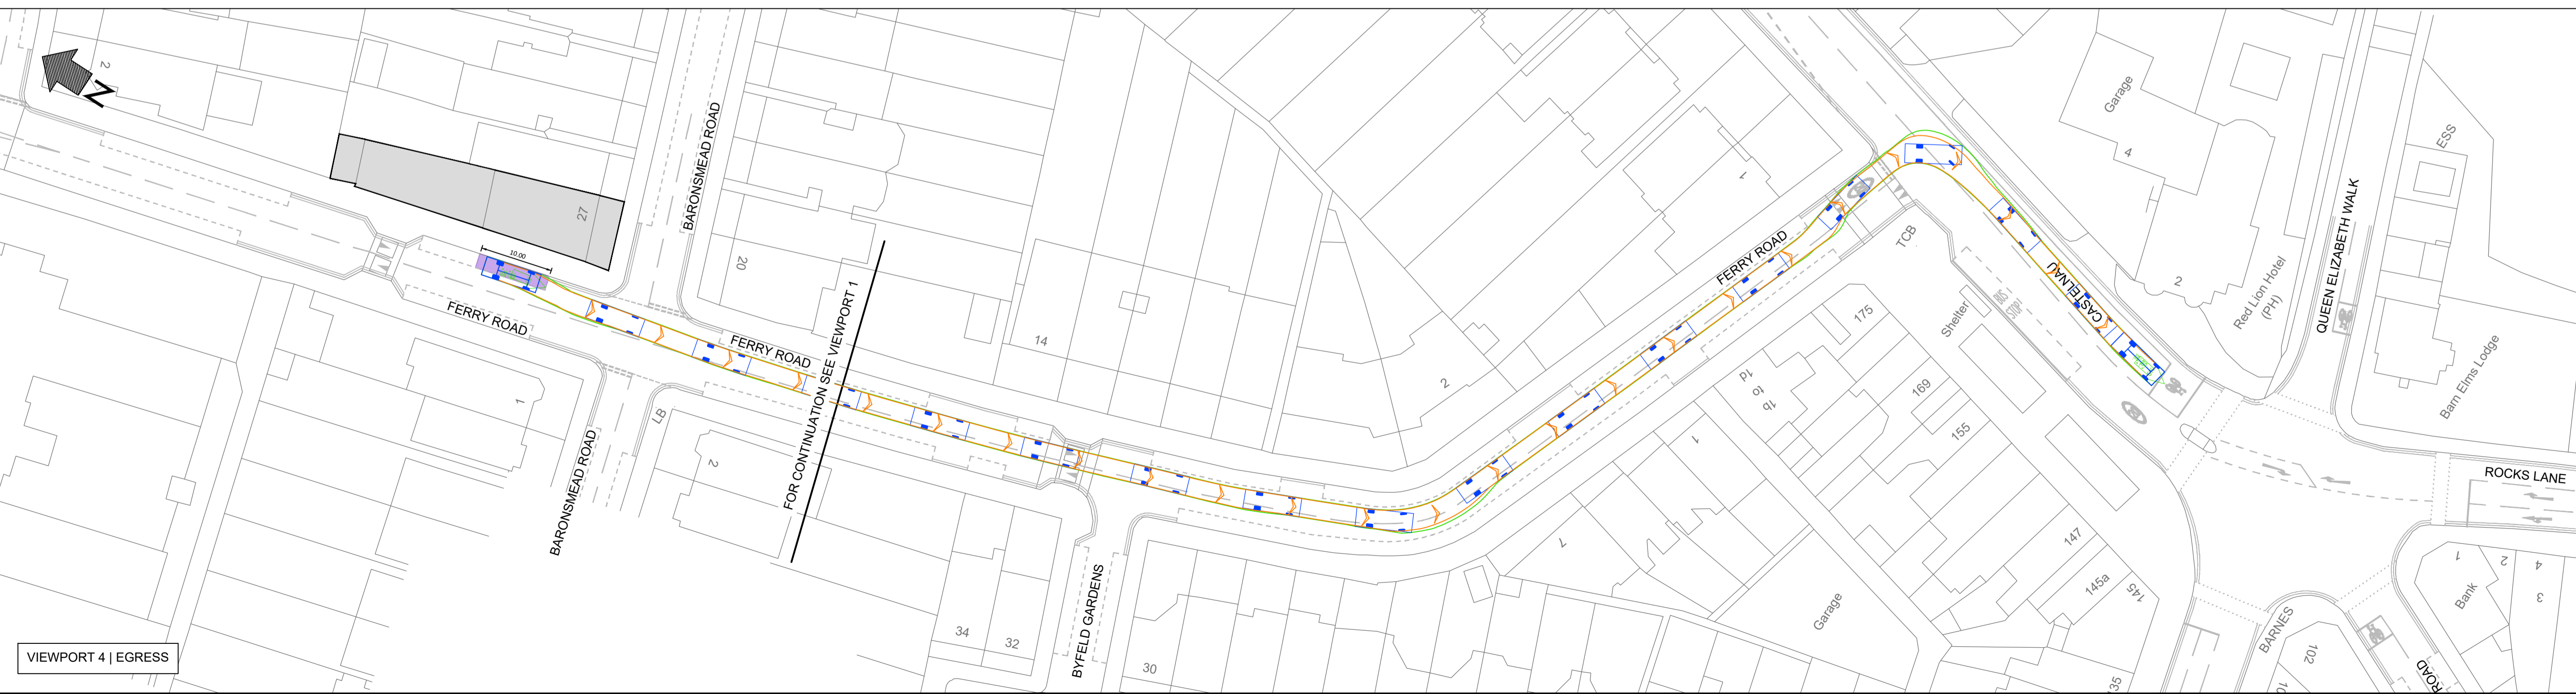 2
N
27
BARONSMEAD ROAD
20
10.00
FERRY ROAD
FERRY ROAD
FOR CONTINUATION SEE VIEWPORT 1
14
1
LB
2
BARONSMEAD ROAD
34
32
BYFELD GARDENS
30
VIEWPORT 4 | EGRESS
2
1
FERRY ROAD
TCB
7
1
1b
1c
1d
175
169
155
Shelter
BUS
STOP
CASTELNAU
Garage
4
2
Red Lion Hotel
(PH)
QUEEN ELIZABETH WALK
ESS
Barn Elms Lodge
ROCKS LANE
147
145a
145
Garage
BARNES
102
ROAD
Bank
1
2
4
3